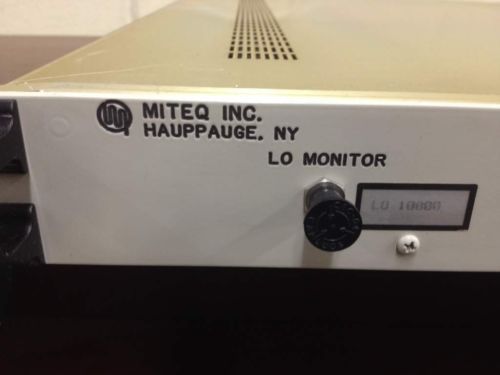 MITEQ INC.
HAUPPAUGE, NY
LO MONITOR
LO 10000